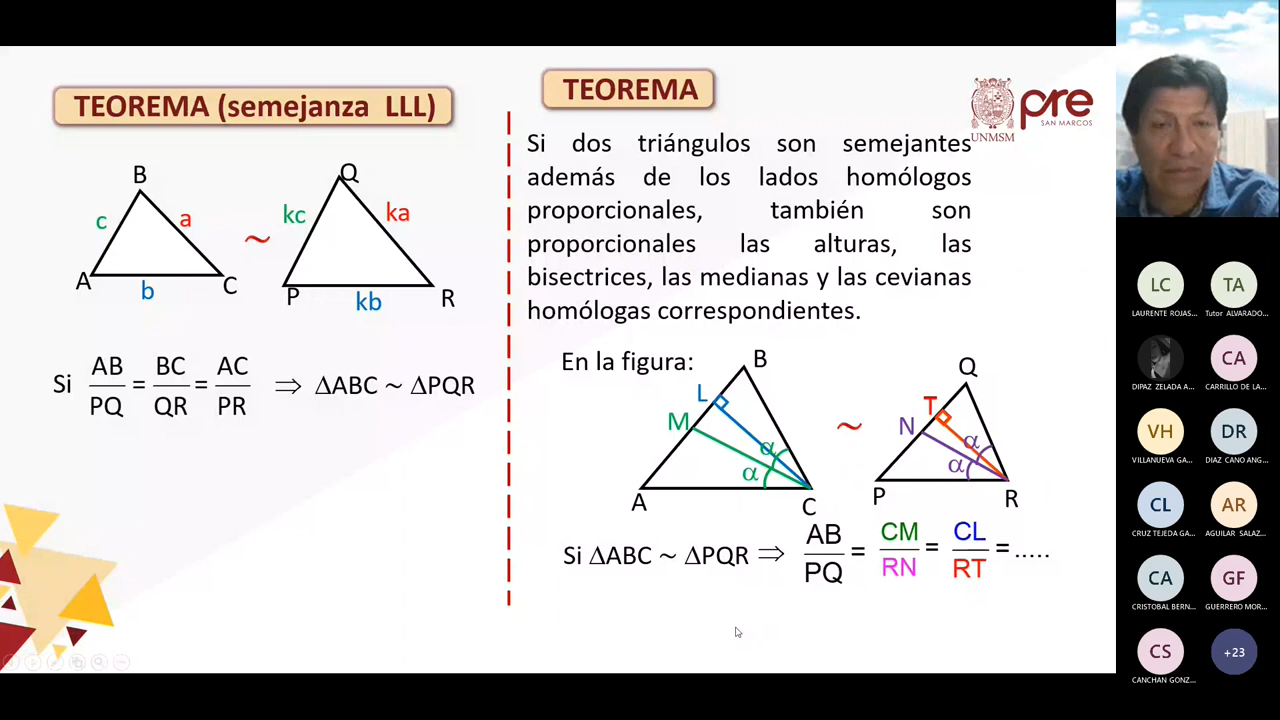 TEOREMA (semejanza LLL)
B
c
a
A
b
C
~
Q
kc
ka
P
kb
R
Si AB/PQ = BC/QR = AC/PR ⇒ ΔABC ~ ΔPQR
TEOREMA
UNMSM
pre
SAN MARCOS
Si dos triángulos son semejantes
además de los lados homólogos
proporcionales, también son
proporcionales las alturas, las
bisectrices, las medianas y las cevianas
homólogas correspondientes.
En la figura:
B
L
M
α
α
A
C
~
Q
T
N
α
α
P
R
Si ΔABC ~ ΔPQR ⇒ AB/PQ = CM/RN = CL/RT = .....
LC
LAURENTE ROJAS...
TA
Tutor ALVARADO...
DIPAZ ZELADA A...
CA
CARRILLO DE LA...
VH
VILLANUEVA GA...
DR
DIAZ CANO ANG...
CL
CRUZ TEJEDA GA...
AR
AGUILAR SALAZ...
CA
CRISTOBAL BERN...
GF
GUERRERO MOR...
CS
CANCHAN GONZ...
+23